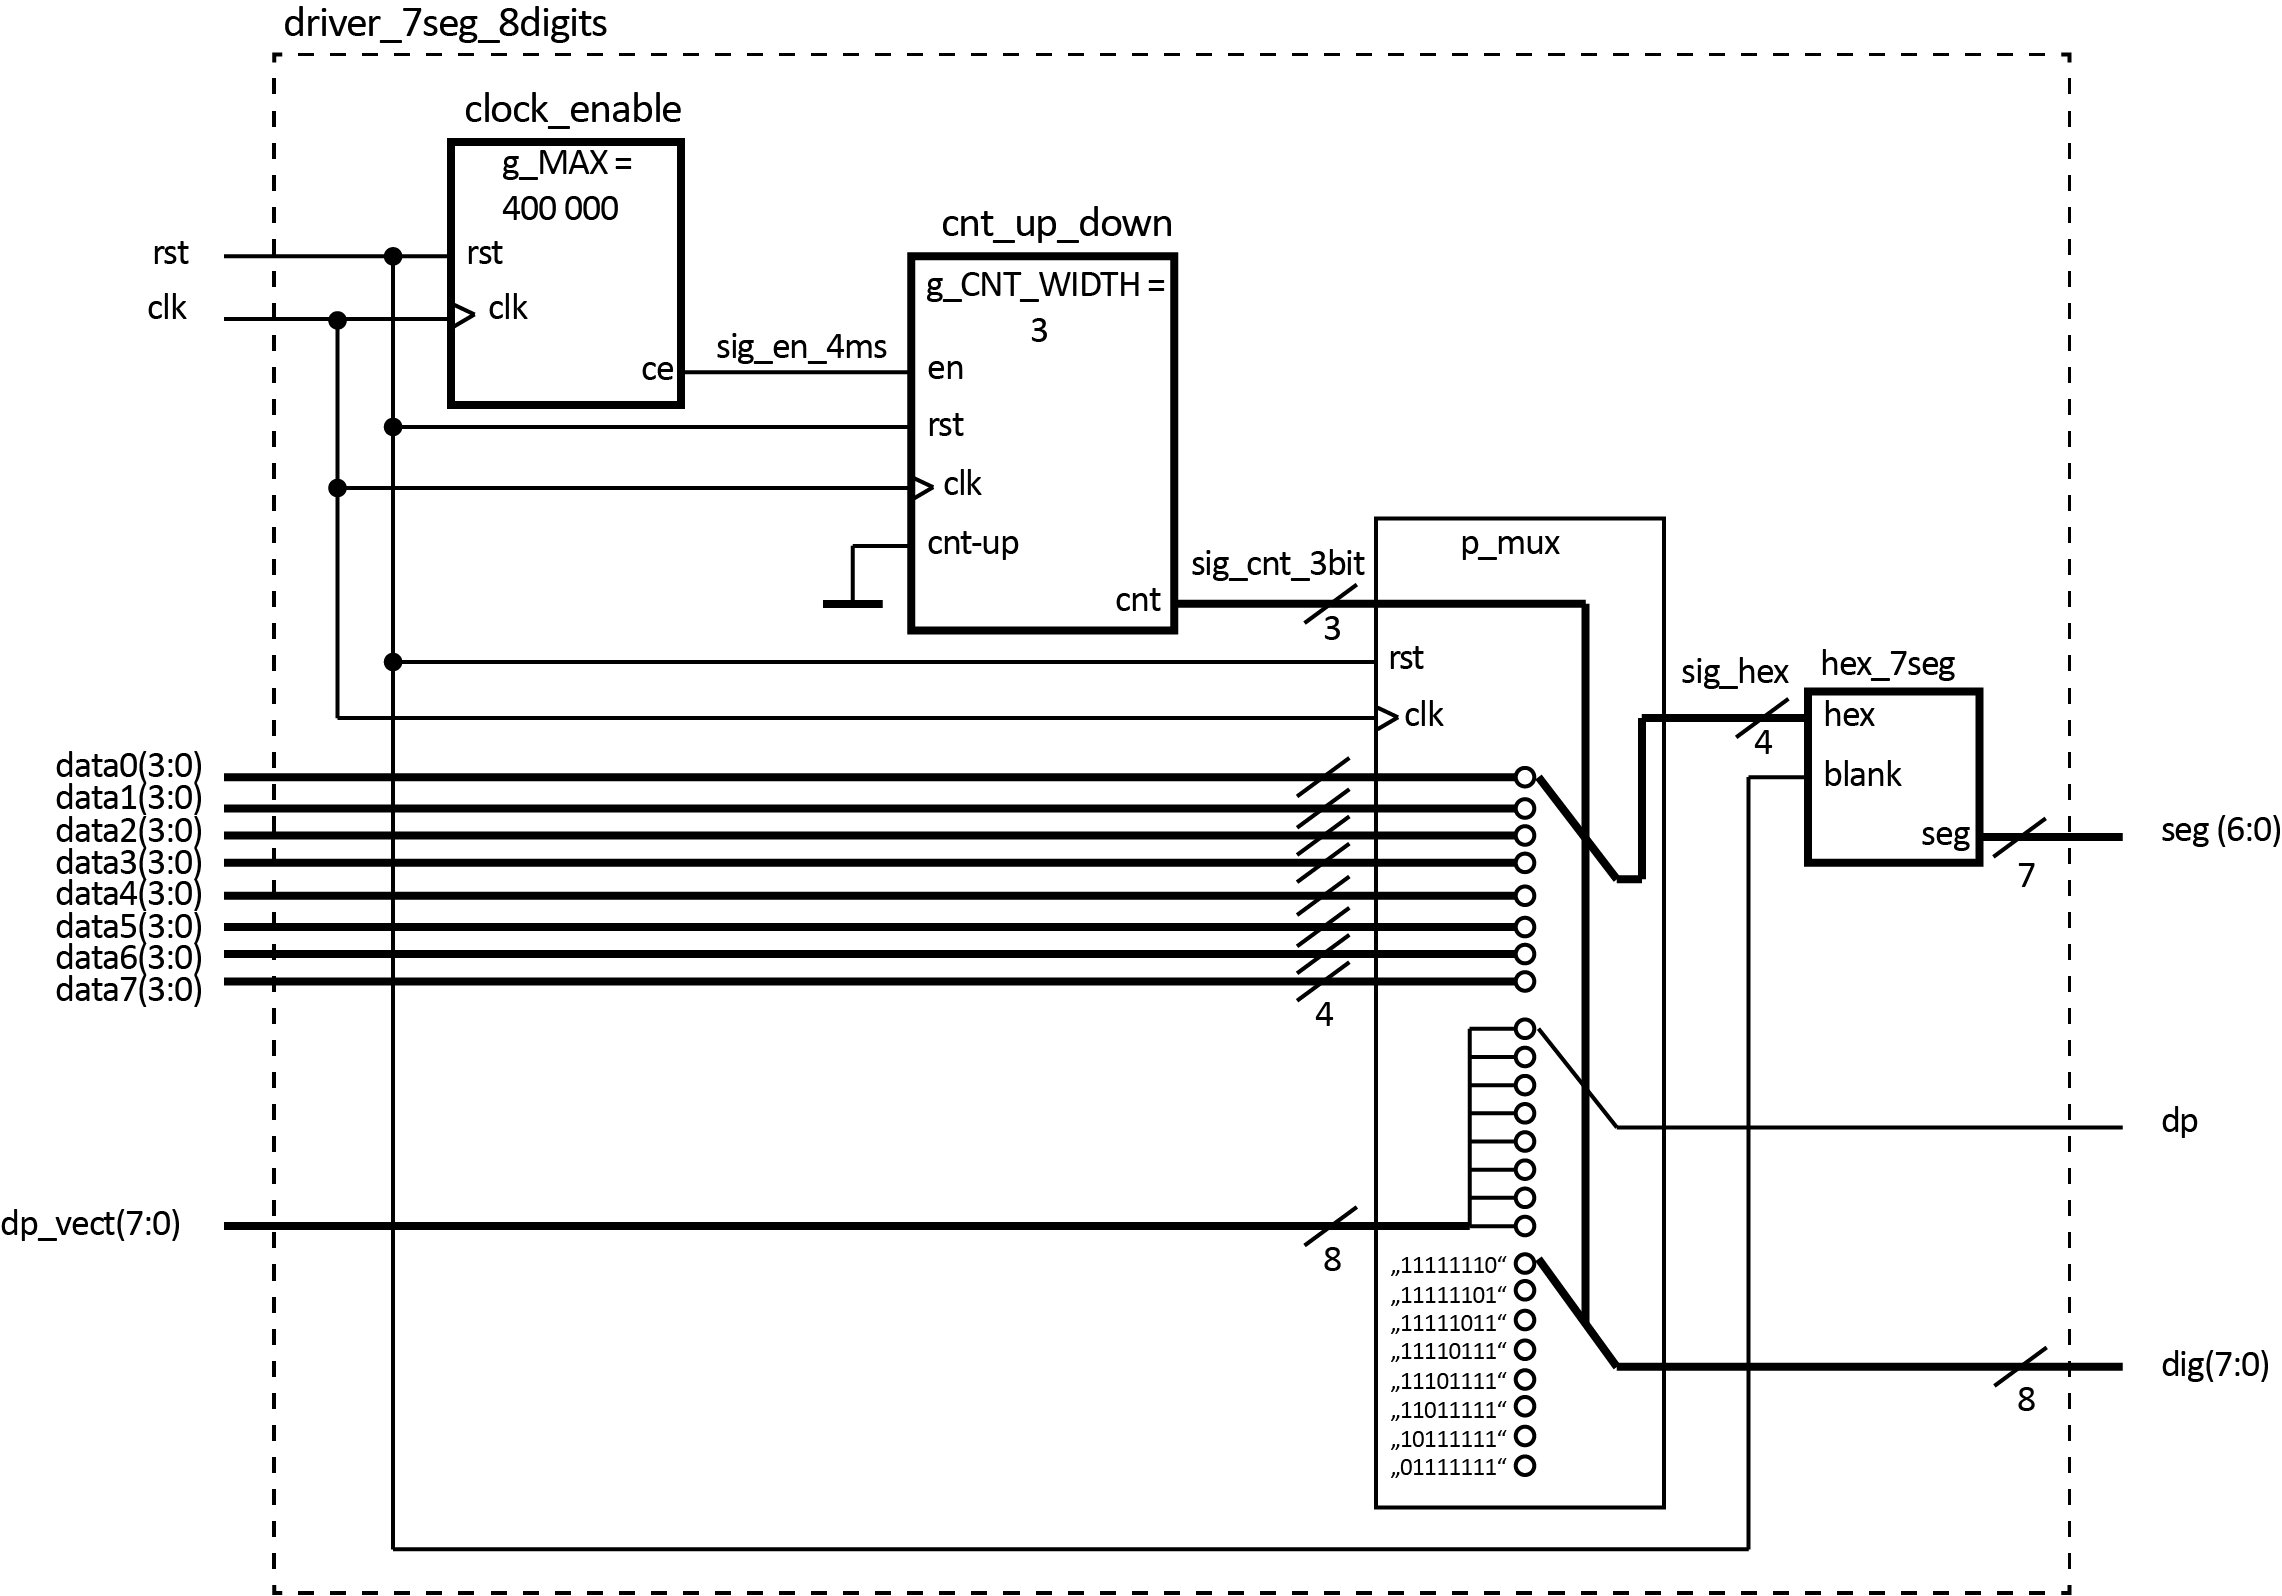 driver_7seg_8digits
clock_enable
g_MAX =
400 000
rst
rst
clk
clk
ce
sig_en_4ms
cnt_up_down
g_CNT_WIDTH =
3
en
rst
clk
cnt-up
cnt
sig_cnt_3bit
3
p_mux
rst
clk
sig_hex
4
hex_7seg
hex
blank
seg
7
seg (6:0)
data0(3:0)
data1(3:0)
data2(3:0)
data3(3:0)
data4(3:0)
data5(3:0)
data6(3:0)
data7(3:0)
4
dp
dp_vect(7:0)
8
„11111110“
„11111101“
„11111011“
„11110111“
„11101111“
„11011111“
„10111111“
„01111111“
8
dig(7:0)